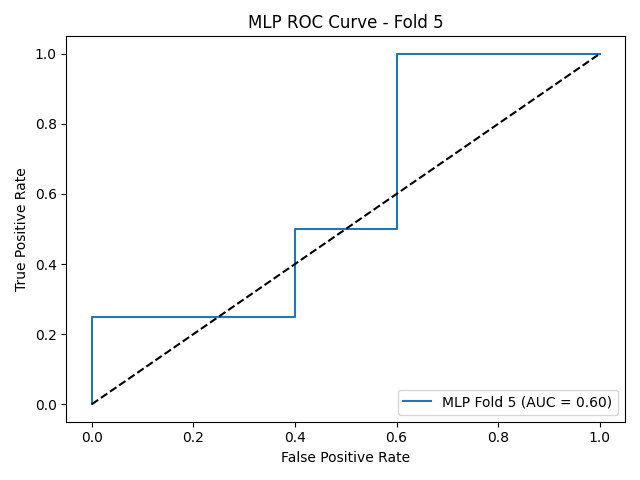 MLP ROC Curve - Fold 5
1.0
0.8
0.6
0.4
0.2
0.0
True Positive Rate
MLP Fold 5 (AUC = 0.60)
0.0 0.2 0.4 0.6 0.8 1.0
False Positive Rate